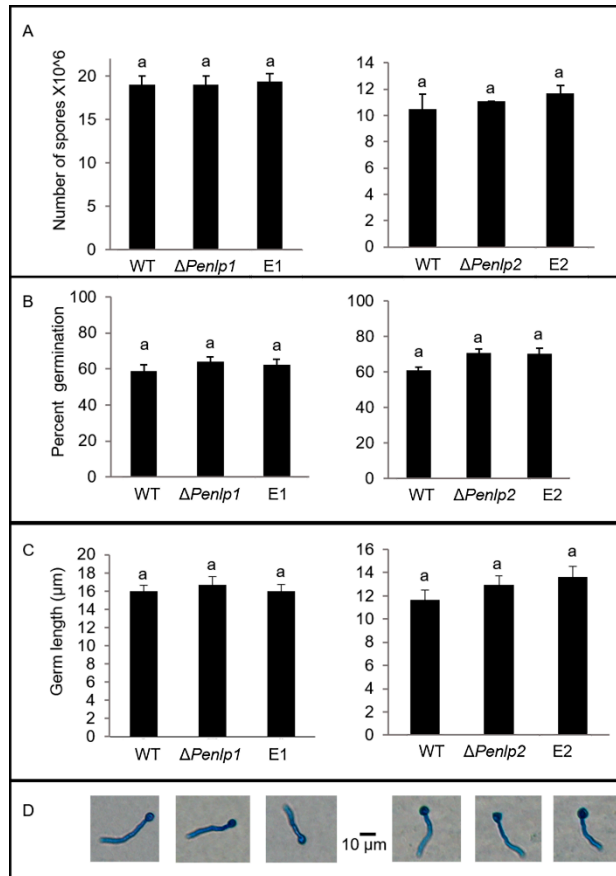 A
Number of spores X10^6
20
15
10
5
0
a a a
WT ΔPenlp1 E1
14
12
10
8
6
4
2
0
a a a
WT ΔPenlp2 E2
B
Percent germination
100
80
60
40
20
0
a a a
WT ΔPenlp1 E1
100
80
60
40
20
0
a a a
WT ΔPenlp2 E2
C
Germ length (µm)
20
18
16
14
12
10
8
6
4
2
0
a a a
WT ΔPenlp1 E1
16
14
12
10
8
6
4
2
0
a a a
WT ΔPenlp2 E2
D
10 µm